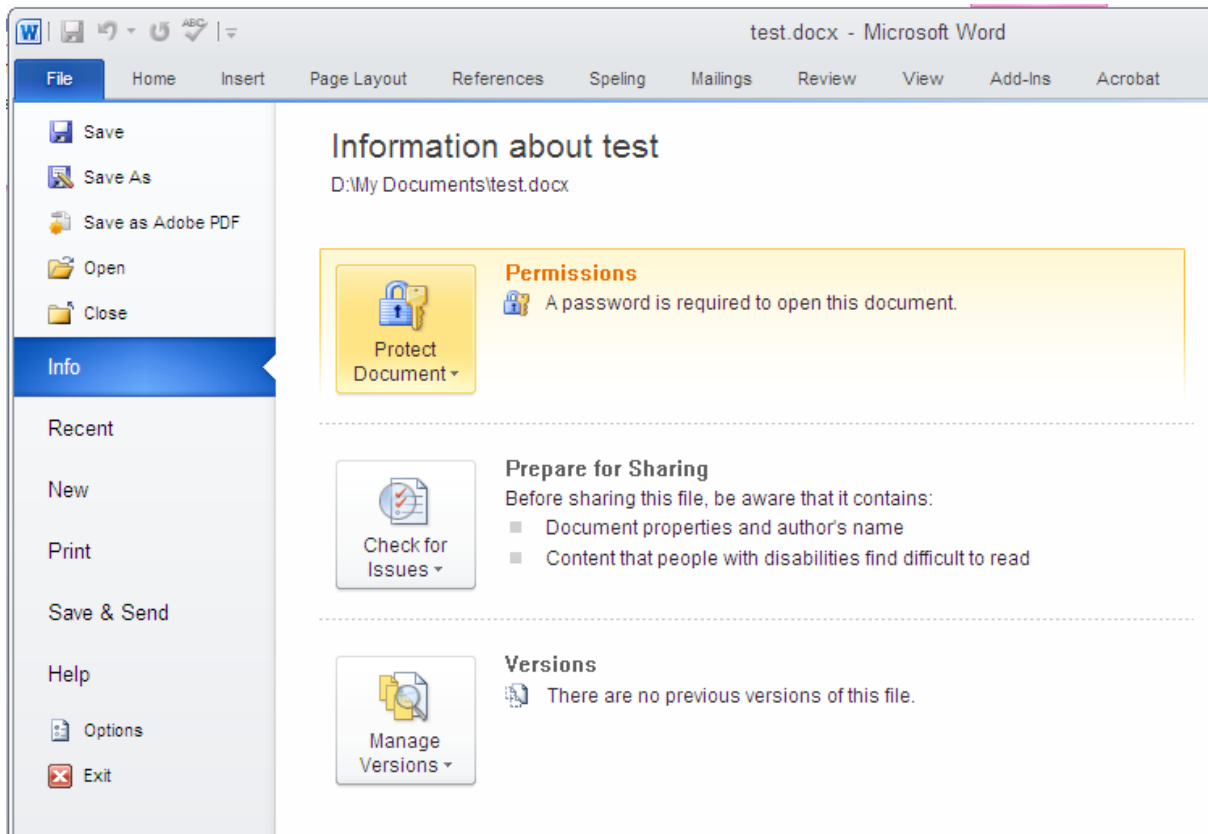 W ABC test.docx - Microsoft Word
File Home Insert Page Layout References Speling Mailings Review View Add-Ins Acrobat
Save
Save As
Save as Adobe PDF
Open
Close
Info
Recent
New
Print
Save & Send
Help
Options
Exit
Information about test
D:\My Documents\test.docx
Protect
Document
Permissions
A password is required to open this document.
Check for
Issues
Prepare for Sharing
Before sharing this file, be aware that it contains:
Document properties and author's name
Content that people with disabilities find difficult to read
Manage
Versions
Versions
There are no previous versions of this file.